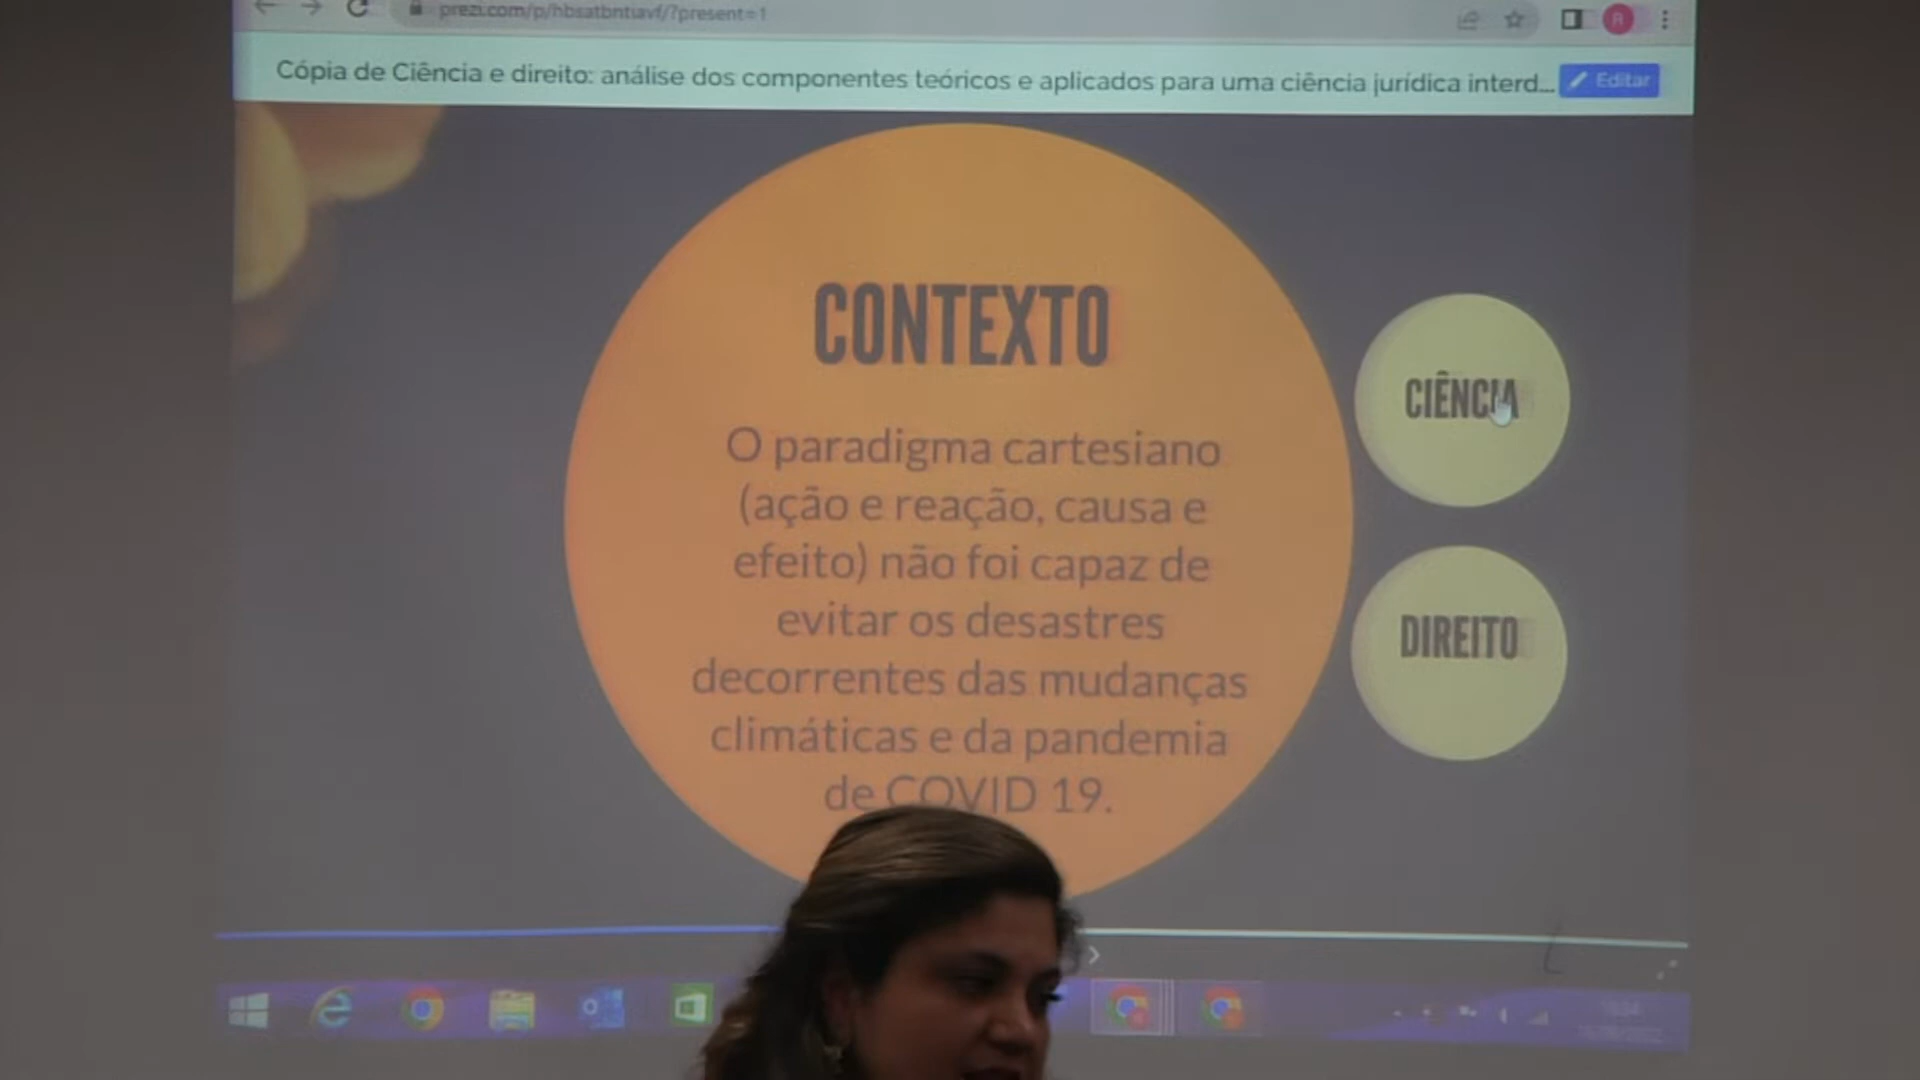 prezi.com/p/hbsatbntiavf/?present=1
R
Cópia de Ciência e direito: análise dos componentes teóricos e aplicados para uma ciência jurídica interd...
Editar
CONTEXTO
O paradigma cartesiano
(ação e reação, causa e
efeito) não foi capaz de
evitar os desastres
decorrentes das mudanças
climáticas e da pandemia
de COVID 19.
CIÊNCIA
DIREITO